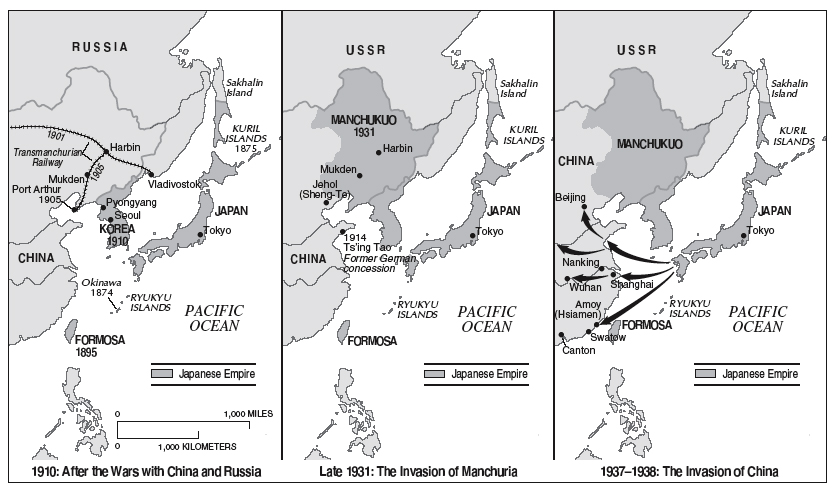 RUSSIA
Sakhalin
Island
KURIL
ISLANDS
1875
1901
Transmanchurian
Railway
Harbin
1905
Mukden
Port Arthur
1905
Vladivostok
Pyongyang
Seoul
KOREA
1910
JAPAN
Tokyo
CHINA
Okinawa
1874
RYUKYU
ISLANDS
PACIFIC
OCEAN
FORMOSA
1895
Japanese Empire
0
1,000 MILES
0
1,000 KILOMETERS
1910: After the Wars with China and Russia
USSR
Sakhalin
Island
MANCHUKUO
1931
KURIL
ISLANDS
Harbin
Mukden
Jehol
(Sheng-Te)
JAPAN
Tokyo
1914
Ts'ing Tao
Former German
concession
CHINA
RYUKYU
ISLANDS
PACIFIC
OCEAN
FORMOSA
Japanese Empire
Late 1931: The Invasion of Manchuria
USSR
Sakhalin
Island
KURIL
ISLANDS
MANCHUKUO
CHINA
Beijing
JAPAN
Tokyo
Nanking
Wuhan
Shanghai
Amoy
(Hsiamen)
RYUKYU
ISLANDS
PACIFIC
OCEAN
FORMOSA
Swatow
Canton
Japanese Empire
1937–1938: The Invasion of China